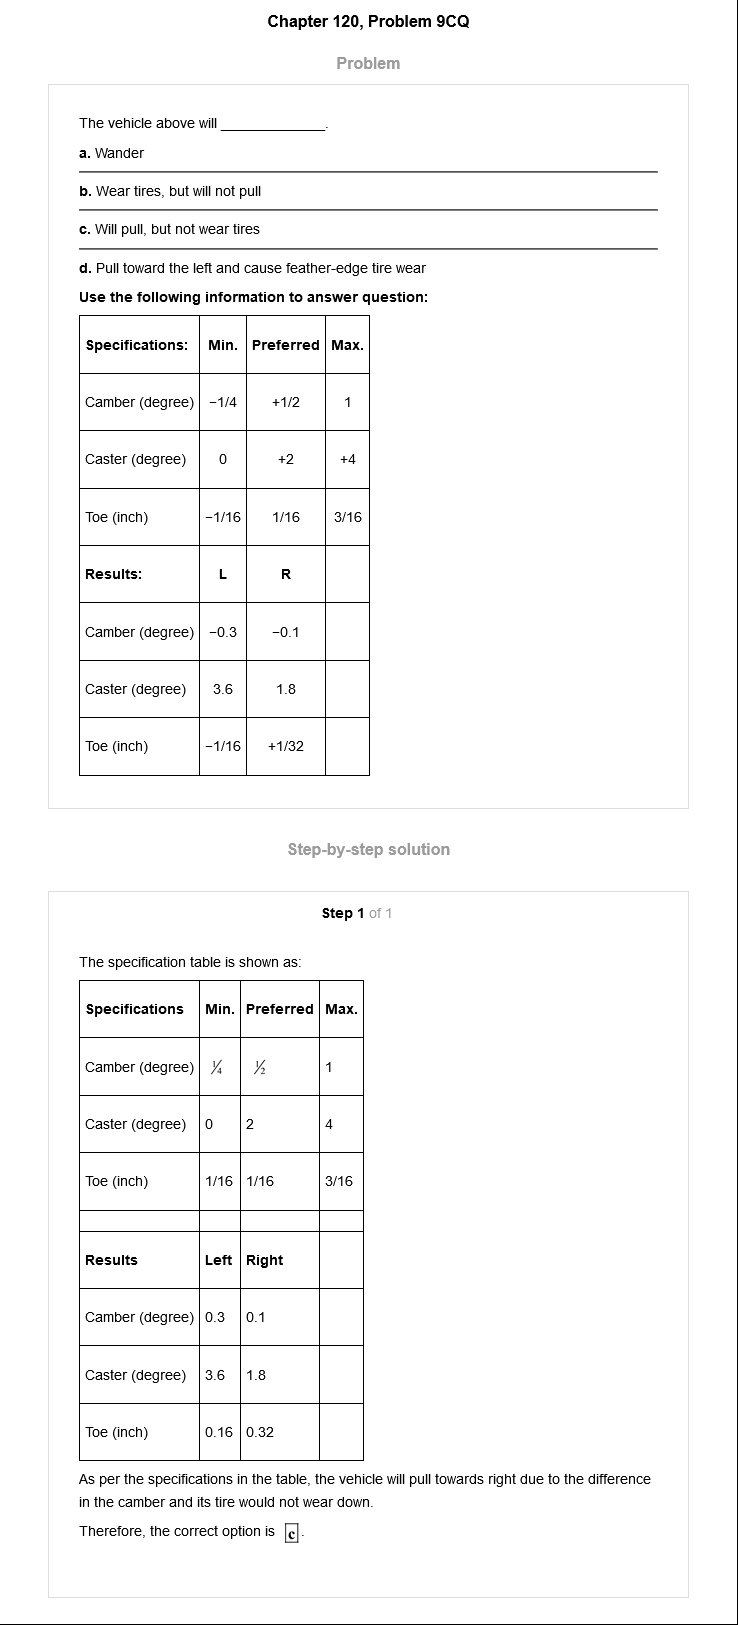 Chapter 120, Problem 9CQ
Problem
The vehicle above will _____________.
a. Wander
b. Wear tires, but will not pull
c. Will pull, but not wear tires
d. Pull toward the left and cause feather-edge tire wear
Use the following information to answer question:
Specifications: Min. Preferred Max.
Camber (degree) −1/4 +1/2 1
Caster (degree) 0 +2 +4
Toe (inch) −1/16 1/16 3/16
Results: L R
Camber (degree) −0.3 −0.1
Caster (degree) 3.6 1.8
Toe (inch) −1/16 +1/32
Step-by-step solution
Step 1 of 1
The specification table is shown as:
Specifications Min. Preferred Max.
Camber (degree) ¼ ½ 1
Caster (degree) 0 2 4
Toe (inch) 1/16 1/16 3/16
Results Left Right
Camber (degree) 0.3 0.1
Caster (degree) 3.6 1.8
Toe (inch) 0.16 0.32
As per the specifications in the table, the vehicle will pull towards right due to the difference
in the camber and its tire would not wear down.
Therefore, the correct option is c.